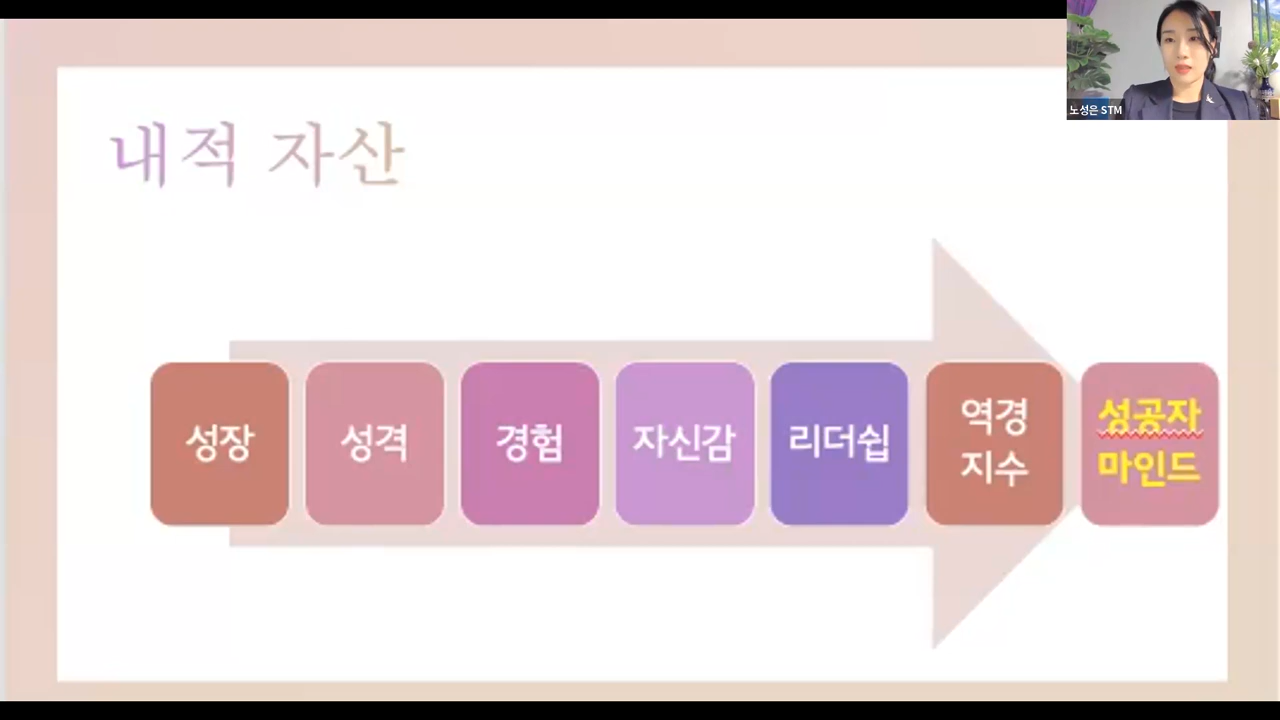 노성은 STM
내적 자산
성장
성격
경험
자신감
리더쉽
역경
지수
성공자
마인드